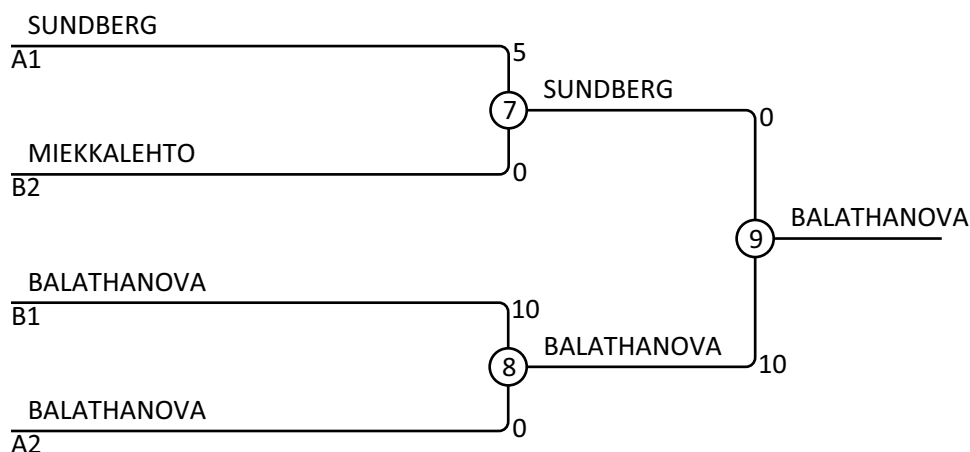 SUNDBERG
A1
5
7
SUNDBERG
0
MIEKKALEHTO
B2
0
9
BALATHANOVA
BALATHANOVA
B1
10
8
BALATHANOVA
10
BALATHANOVA
A2
0